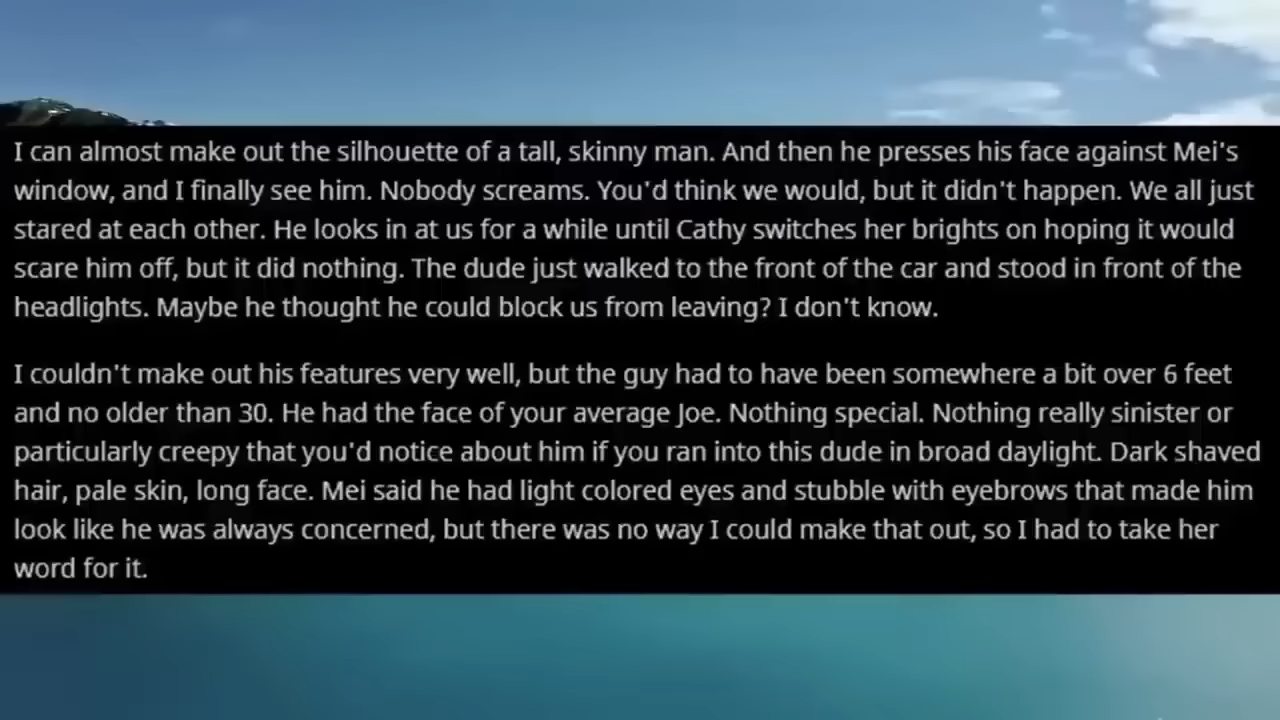 I can almost make out the silhouette of a tall, skinny man. And then he presses his face against Mei's
window, and I finally see him. Nobody screams. You'd think we would, but it didn't happen. We all just
stared at each other. He looks in at us for a while until Cathy switches her brights on hoping it would
scare him off, but it did nothing. The dude just walked to the front of the car and stood in front of the
headlights. Maybe he thought he could block us from leaving? I don't know.
I couldn't make out his features very well, but the guy had to have been somewhere a bit over 6 feet
and no older than 30. He had the face of your average Joe. Nothing special. Nothing really sinister or
particularly creepy that you'd notice about him if you ran into this dude in broad daylight. Dark shaved
hair, pale skin, long face. Mei said he had light colored eyes and stubble with eyebrows that made him
look like he was always concerned, but there was no way I could make that out, so I had to take her
word for it.